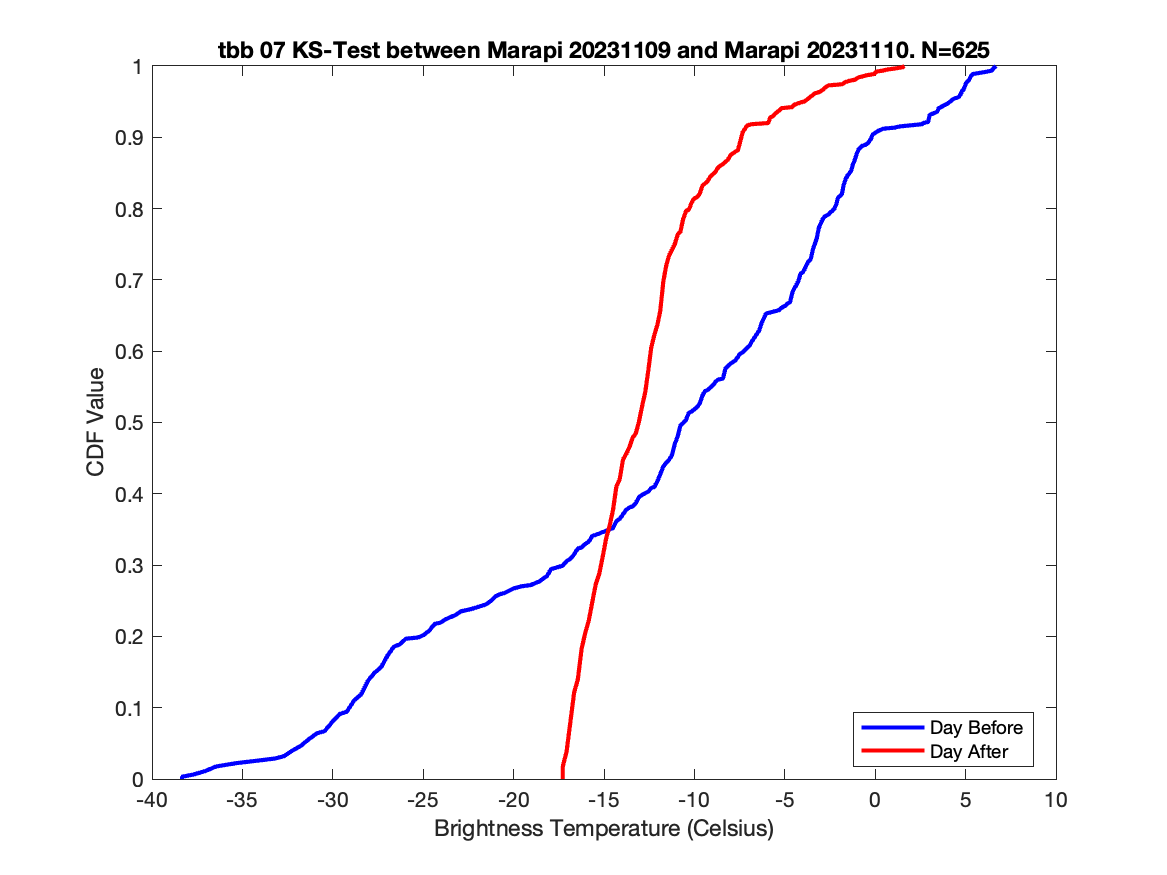 tbb 07 KS-Test between Marapi 20231109 and Marapi 20231110. N=625
1
0.9
0.8
0.7
0.6
0.5
0.4
0.3
0.2
0.1
0
CDF Value
-40 -35 -30 -25 -20 -15 -10 -5 0 5 10
Brightness Temperature (Celsius)
Day Before
Day After